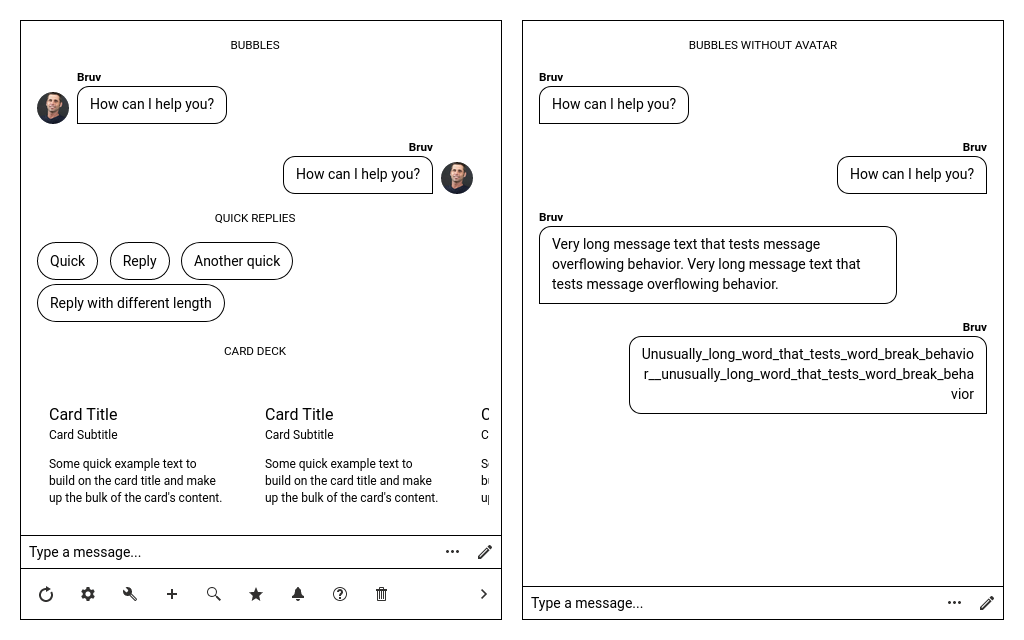 BUBBLES
Bruv
How can I help you?
Bruv
How can I help you?
QUICK REPLIES
Quick
Reply
Another quick
Reply with different length
CARD DECK
Card Title
Card Subtitle
Some quick example text to
build on the card title and make
up the bulk of the card's content.
Card Title
Card Subtitle
Some quick example text to
build on the card title and make
up the bulk of the card's content.
Type a message...
BUBBLES WITHOUT AVATAR
Bruv
How can I help you?
Bruv
How can I help you?
Bruv
Very long message text that tests message
overflowing behavior. Very long message text that
tests message overflowing behavior.
Bruv
Unusually_long_word_that_tests_word_break_behavio
r__unusually_long_word_that_tests_word_break_beha
vior
Type a message...